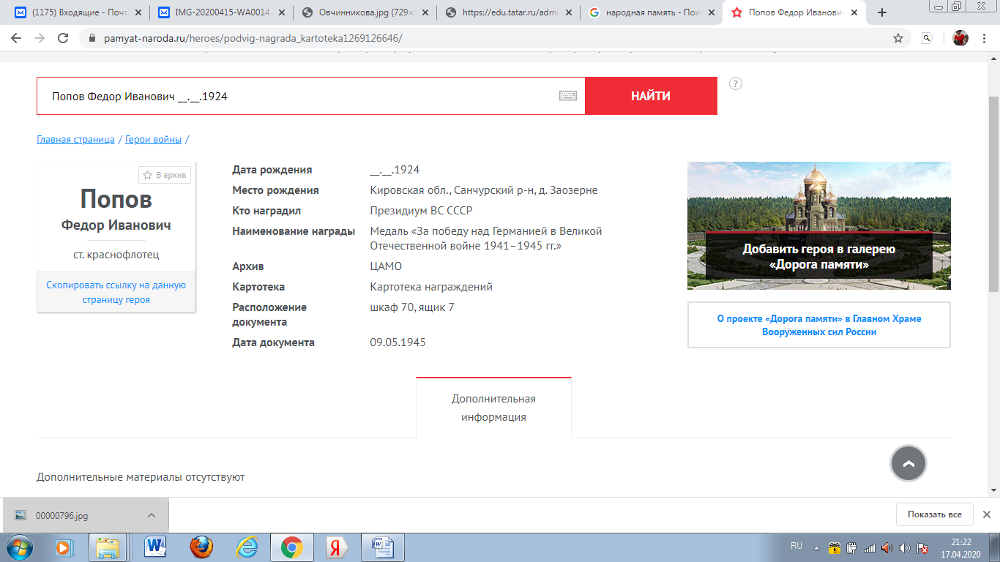 (1175) Входящие - Почт
IMG-20200415-WA0014.
Овчинникова.jpg (729×
https://edu.tatar.ru/adm
народная память - Пои
Попов Федор Иванови
pamyat-naroda.ru/heroes/podvig-nagrada_kartoteka1269126646/
Попов Федор Иванович __.__.1924
НАЙТИ
?
Главная страница / Герои войны /
В архив
Попов
Федор Иванович
ст. краснофлотец
Скопировать ссылку на данную
страницу героя
Дата рождения __.__.1924
Место рождения Кировская обл., Санчурский р-н, д. Заозерне
Кто наградил Президиум ВС СССР
Наименование награды Медаль «За победу над Германией в Великой
Отечественной войне 1941–1945 гг.»
Архив ЦАМО
Картотека Картотека награждений
Расположение шкаф 70, ящик 7
документа
Дата документа 09.05.1945
Добавить героя в галерею
«Дорога памяти»
О проекте «Дорога памяти» в Главном Храме
Вооруженных сил России
Дополнительная
информация
Дополнительные материалы отсутствуют
00000796.jpg
Показать все
RU
21:22
17.04.2020